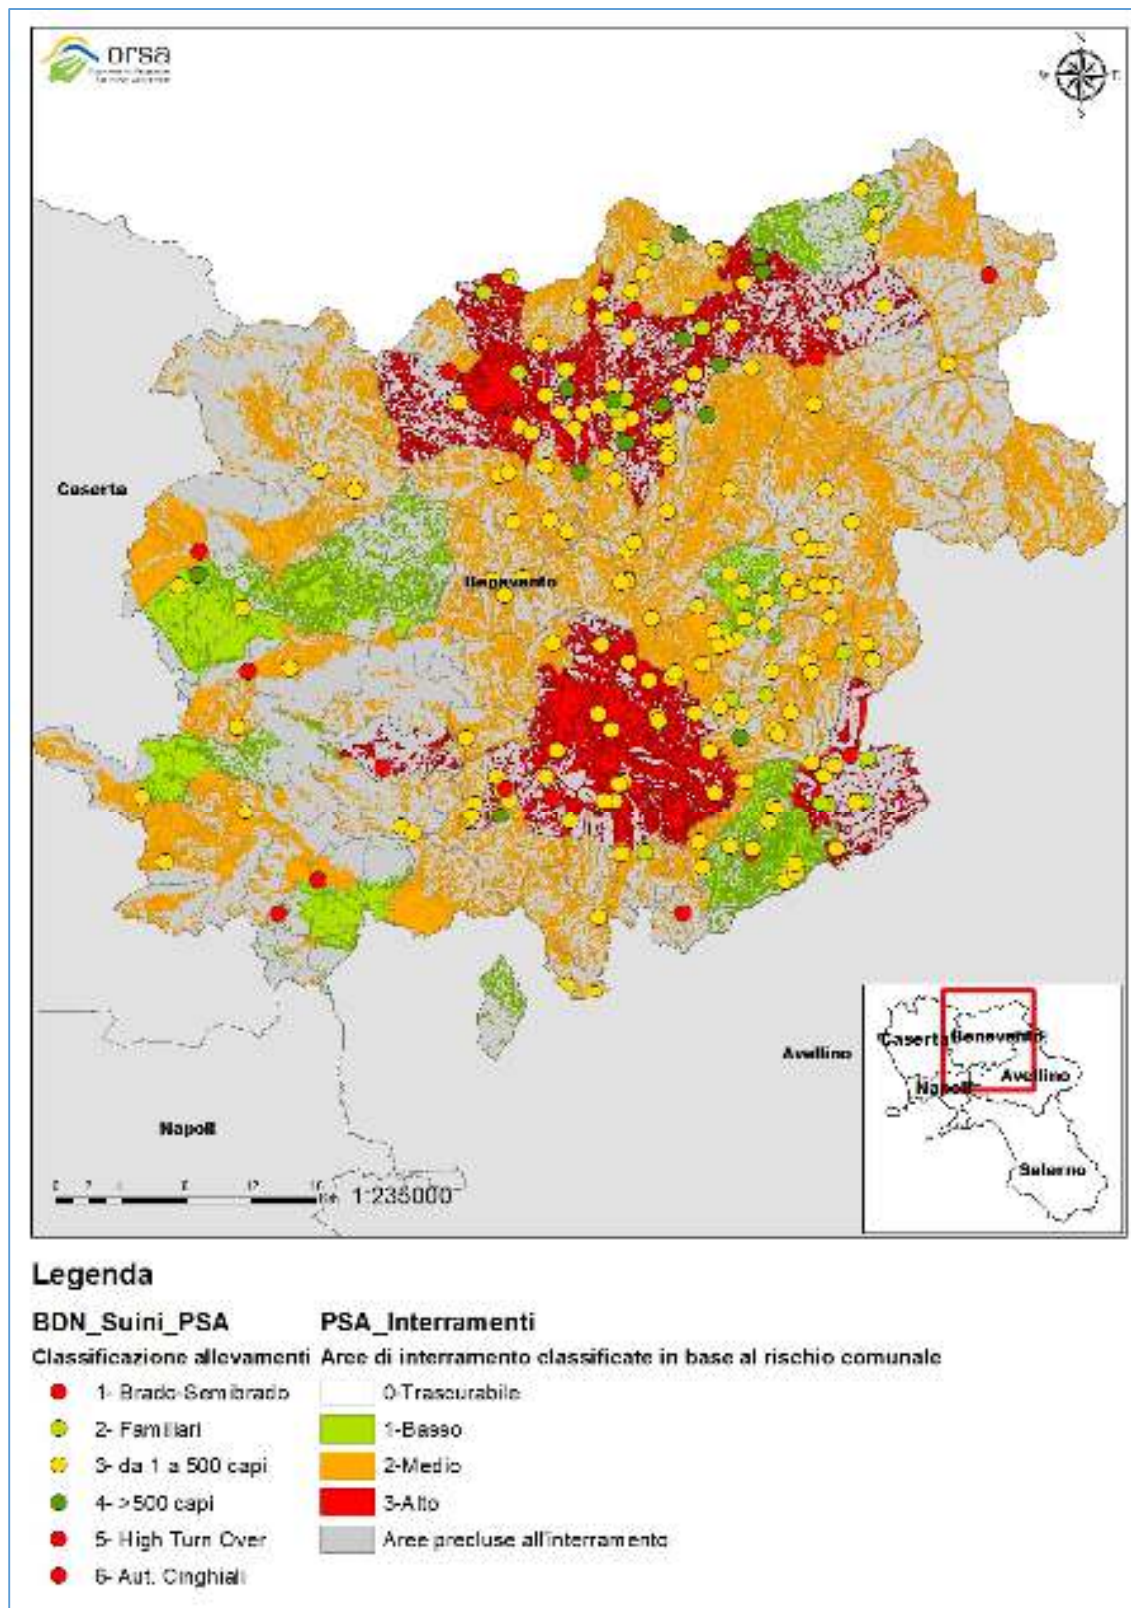 orsa
Caserta
Benevento
Avellino
Napoli
Caserta
Benevento
Avellino
Napoli
Salerno
1:235000
Legenda
BDN_Suini_PSA
PSA_Interramenti
Classificazione allevamenti
Aree di interramento classificate in base al rischio comunale
1- Brado-Semibrado
0-Trascurabile
2- Familiari
1-Basso
3- da 1 a 500 capi
2-Medio
4- >500 capi
3-Alto
5- High Turn Over
Aree precluse all'interramento
6- Aut. Cinghiali